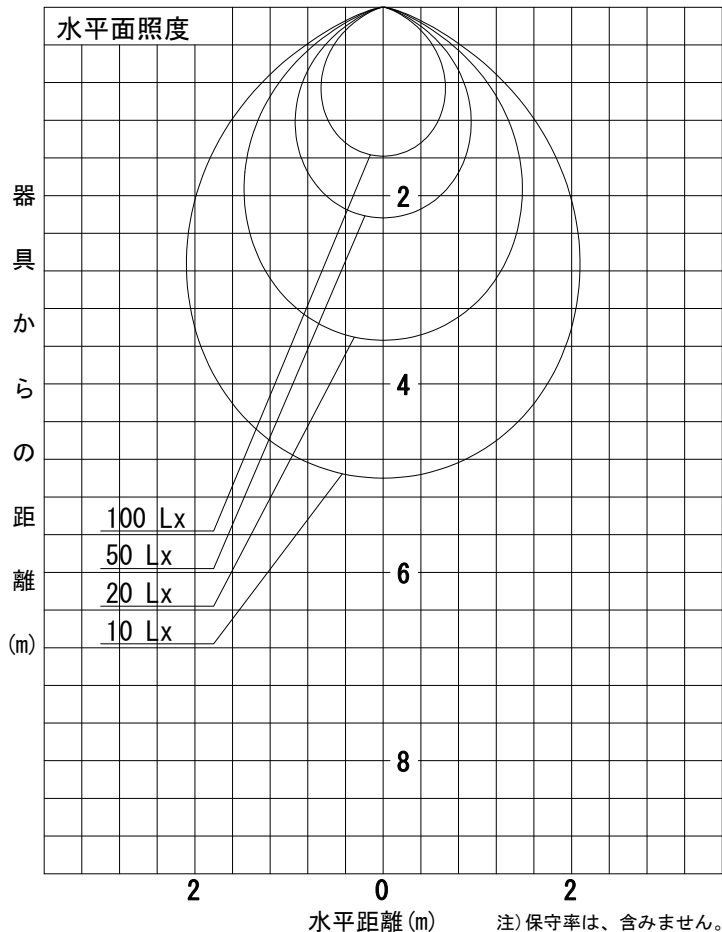 水平面照度
器具からの距離(m)
2
4
6
8
100 Lx
50 Lx
20 Lx
10 Lx
2 0 2
水平距離(m)
注)保守率は、含みません。